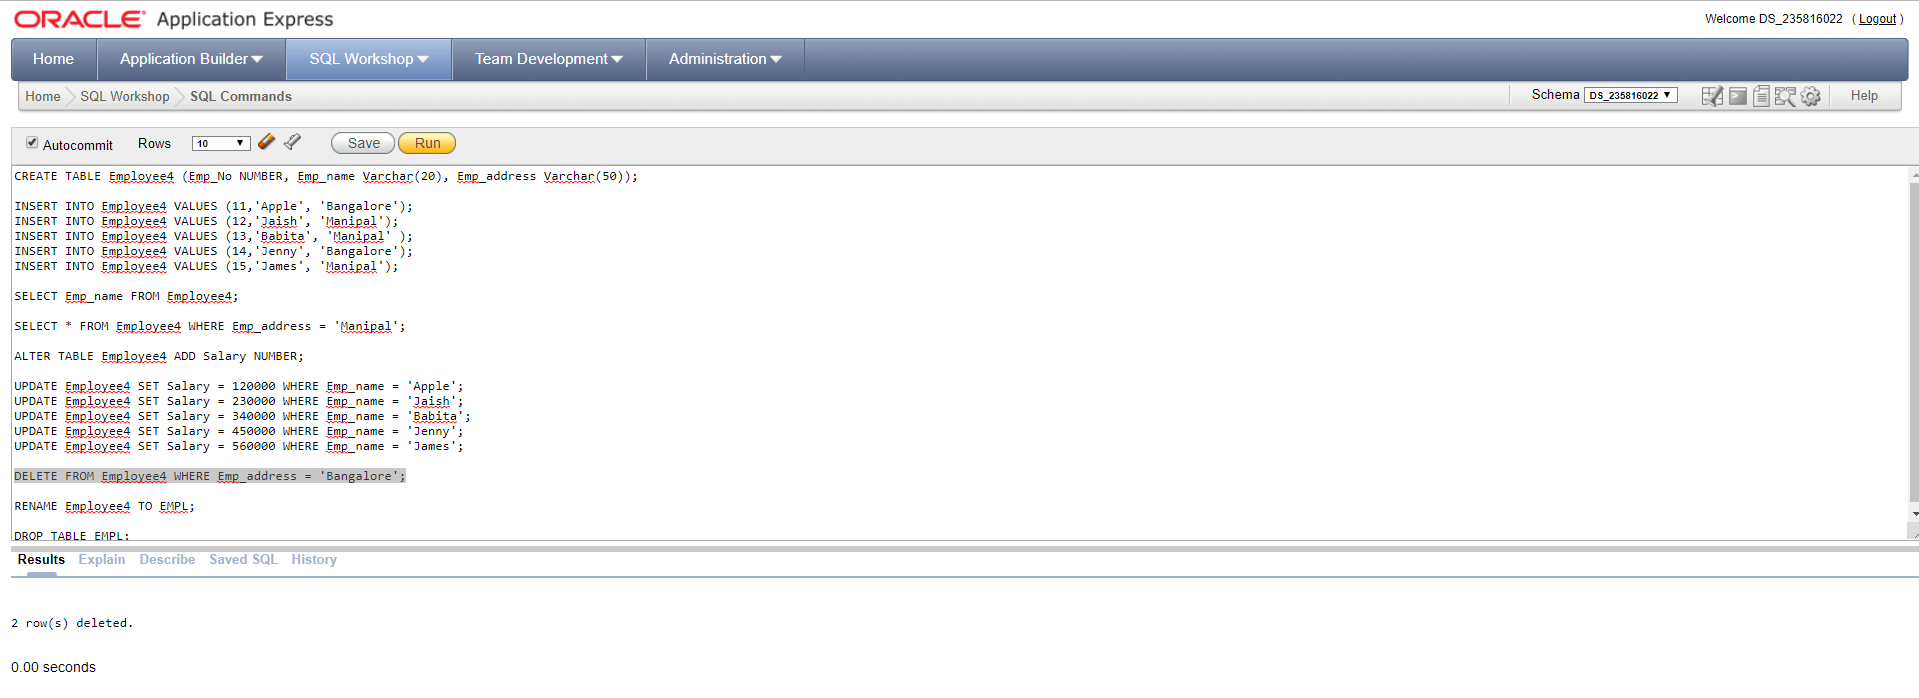 ORACLE Application Express
Welcome DS_235816022 ( Logout )
Home Application Builder SQL Workshop Team Development Administration
Home SQL Workshop SQL Commands
Schema DS_235816022 Help
Autocommit Rows 10 Save Run
CREATE TABLE Employee4 (Emp_No NUMBER, Emp_name Varchar(20), Emp_address Varchar(50));
INSERT INTO Employee4 VALUES (11,'Apple', 'Bangalore');
INSERT INTO Employee4 VALUES (12,'Jaish', 'Manipal');
INSERT INTO Employee4 VALUES (13,'Babita', 'Manipal' );
INSERT INTO Employee4 VALUES (14,'Jenny', 'Bangalore');
INSERT INTO Employee4 VALUES (15,'James', 'Manipal');
SELECT Emp_name FROM Employee4;
SELECT * FROM Employee4 WHERE Emp_address = 'Manipal';
ALTER TABLE Employee4 ADD Salary NUMBER;
UPDATE Employee4 SET Salary = 120000 WHERE Emp_name = 'Apple';
UPDATE Employee4 SET Salary = 230000 WHERE Emp_name = 'Jaish';
UPDATE Employee4 SET Salary = 340000 WHERE Emp_name = 'Babita';
UPDATE Employee4 SET Salary = 450000 WHERE Emp_name = 'Jenny';
UPDATE Employee4 SET Salary = 560000 WHERE Emp_name = 'James';
DELETE FROM Employee4 WHERE Emp_address = 'Bangalore';
RENAME Employee4 TO EMPL;
DROP TABLE EMPL;
Results Explain Describe Saved SQL History
2 row(s) deleted.
0.00 seconds